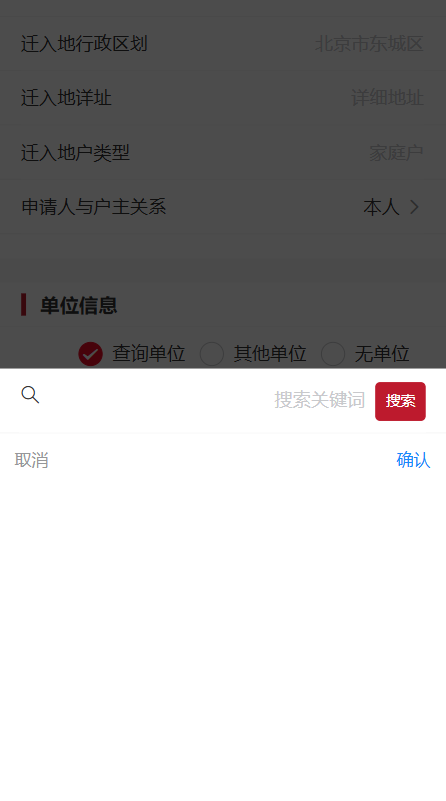 迁入地行政区划 北京市东城区
迁入地详址 详细地址
迁入地户类型 家庭户
申请人与户主关系 本人
单位信息
查询单位 其他单位 无单位
搜索关键词 搜索
取消 确认